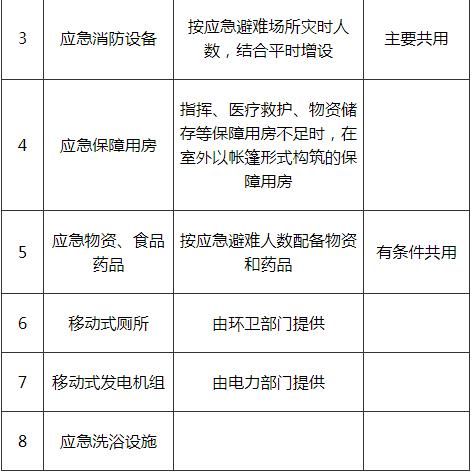 3 应急消防设备 按应急避难场所灾时人 主要共用
数，结合平时增设
4 应急保障用房 指挥、医疗救护、物资储
存等保障用房不足时，在
室外以帐篷形式构筑的保
障用房
5 应急物资、食品 按应急避难人数配备物资 有条件共用
药品 和药品
6 移动式厕所 由环卫部门提供
7 移动式发电机组 由电力部门提供
8 应急洗浴设施